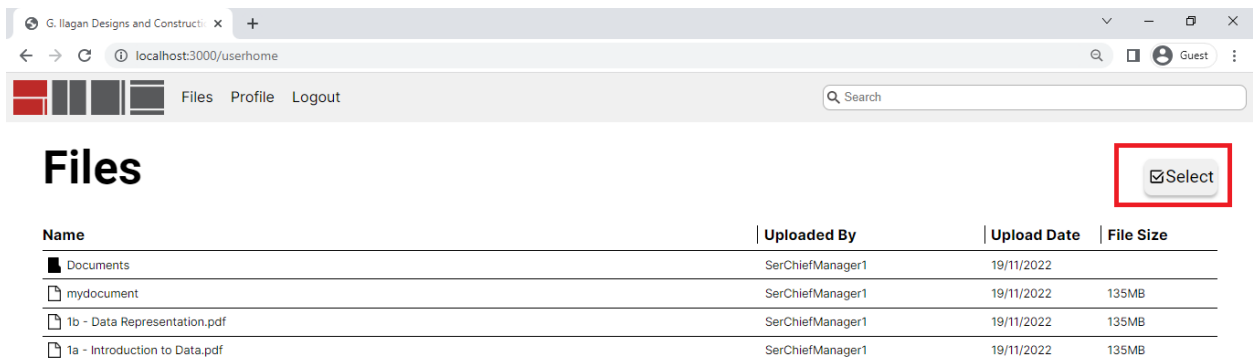 G. Ilagan Designs and Constructi
localhost:3000/userhome
Guest
Files Profile Logout
Search
Files
Select
Name Uploaded By Upload Date File Size
Documents SerChiefManager1 19/11/2022
mydocument SerChiefManager1 19/11/2022 135MB
1b - Data Representation.pdf SerChiefManager1 19/11/2022 135MB
1a - Introduction to Data.pdf SerChiefManager1 19/11/2022 135MB